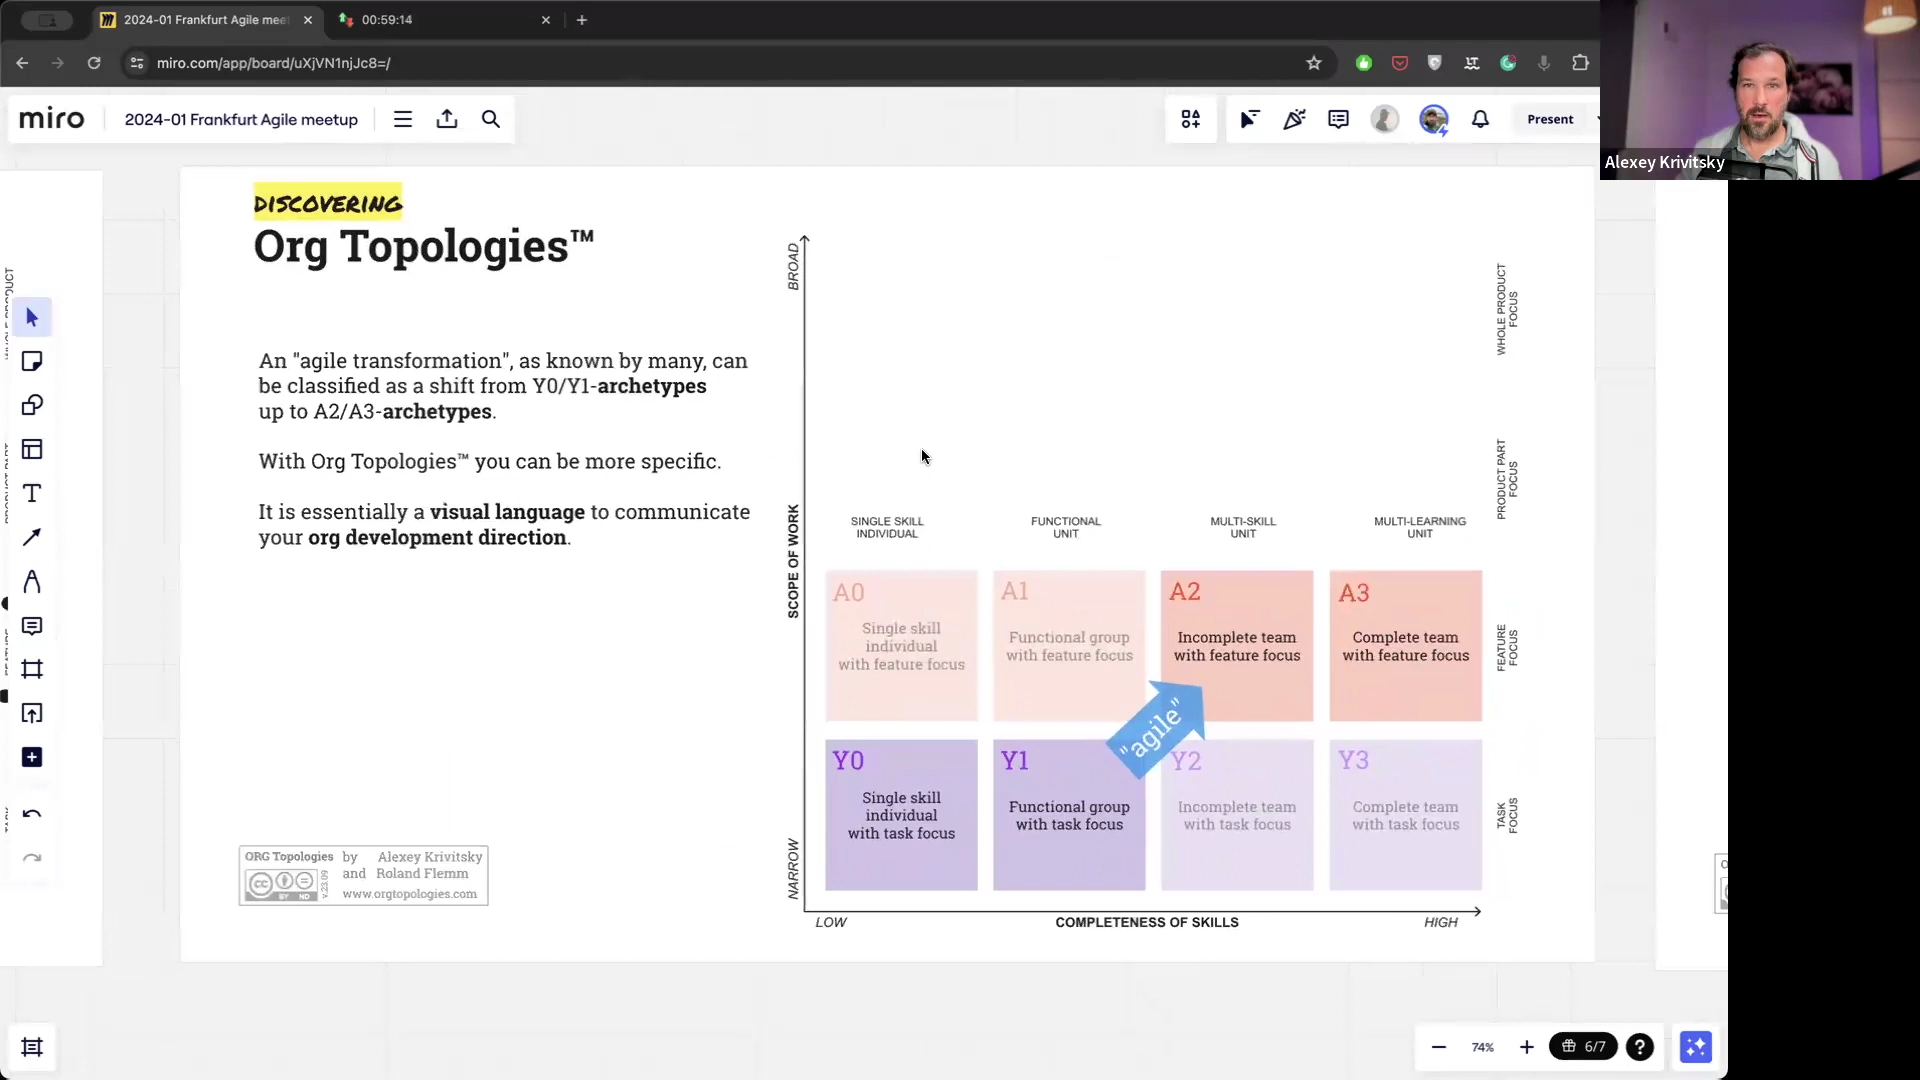 2024-01 Frankfurt Agile mee
00:59:14
miro.com/app/board/uXjVN1njJc8=/
miro
2024-01 Frankfurt Agile meetup
Present
Alexey Krivitsky
DISCOVERING
Org Topologies™
An "agile transformation", as known by many, can
be classified as a shift from Y0/Y1-archetypes
up to A2/A3-archetypes.
With Org Topologies™ you can be more specific.
It is essentially a visual language to communicate
your org development direction.
BROAD
SCOPE OF WORK
NARROW
WHOLE PRODUCT
FOCUS
PRODUCT PART
FOCUS
FEATURE
FOCUS
TASK
FOCUS
SINGLE SKILL
INDIVIDUAL
FUNCTIONAL
UNIT
MULTI-SKILL
UNIT
MULTI-LEARNING
UNIT
A0
Single skill
individual
with feature focus
A1
Functional group
with feature focus
A2
Incomplete team
with feature focus
A3
Complete team
with feature focus
"agile"
Y0
Single skill
individual
with task focus
Y1
Functional group
with task focus
Y2
Incomplete team
with task focus
Y3
Complete team
with task focus
LOW
COMPLETENESS OF SKILLS
HIGH
ORG Topologies by Alexey Krivitsky
and Roland Flemm
www.orgtopologies.com
CC BY ND
v.23.09
74%
6/7